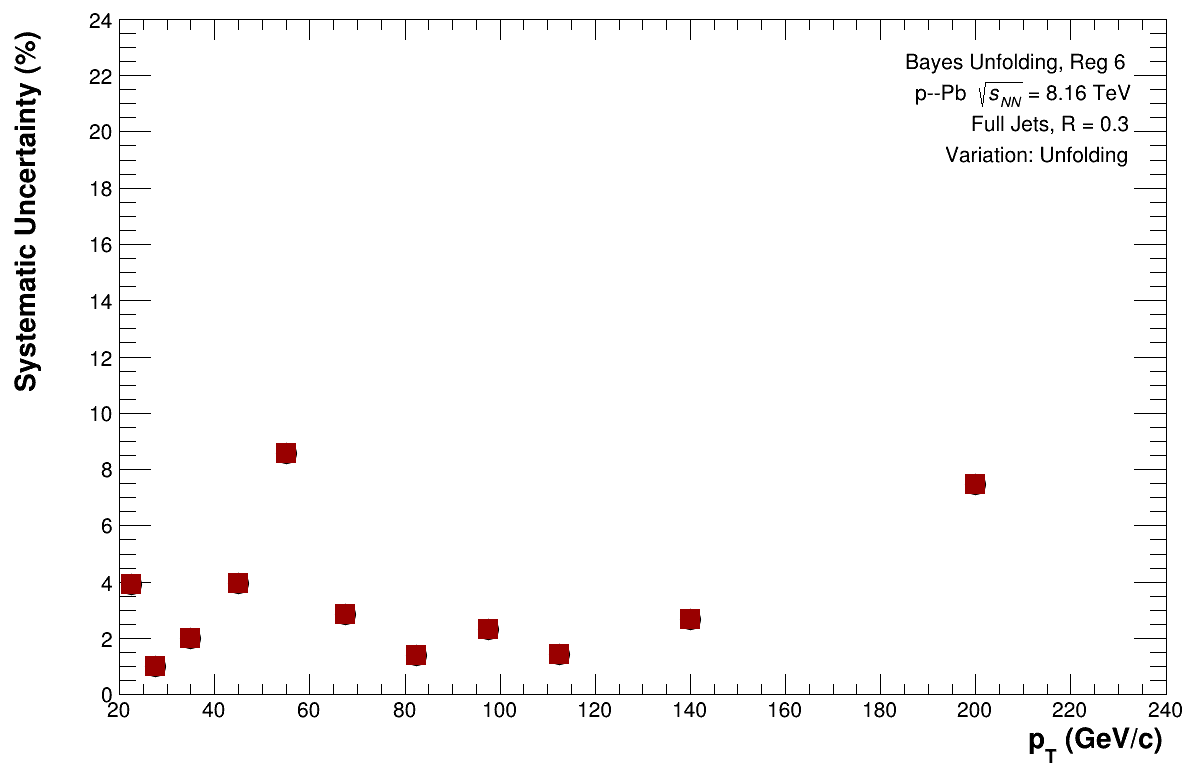 Systematic Uncertainty (%)
24
22
20
18
16
14
12
10
8
6
4
2
0
Bayes Unfolding, Reg 6
p--Pb √sNN = 8.16 TeV
Full Jets, R = 0.3
Variation: Unfolding
20 40 60 80 100 120 140 160 180 200 220 240
pT (GeV/c)